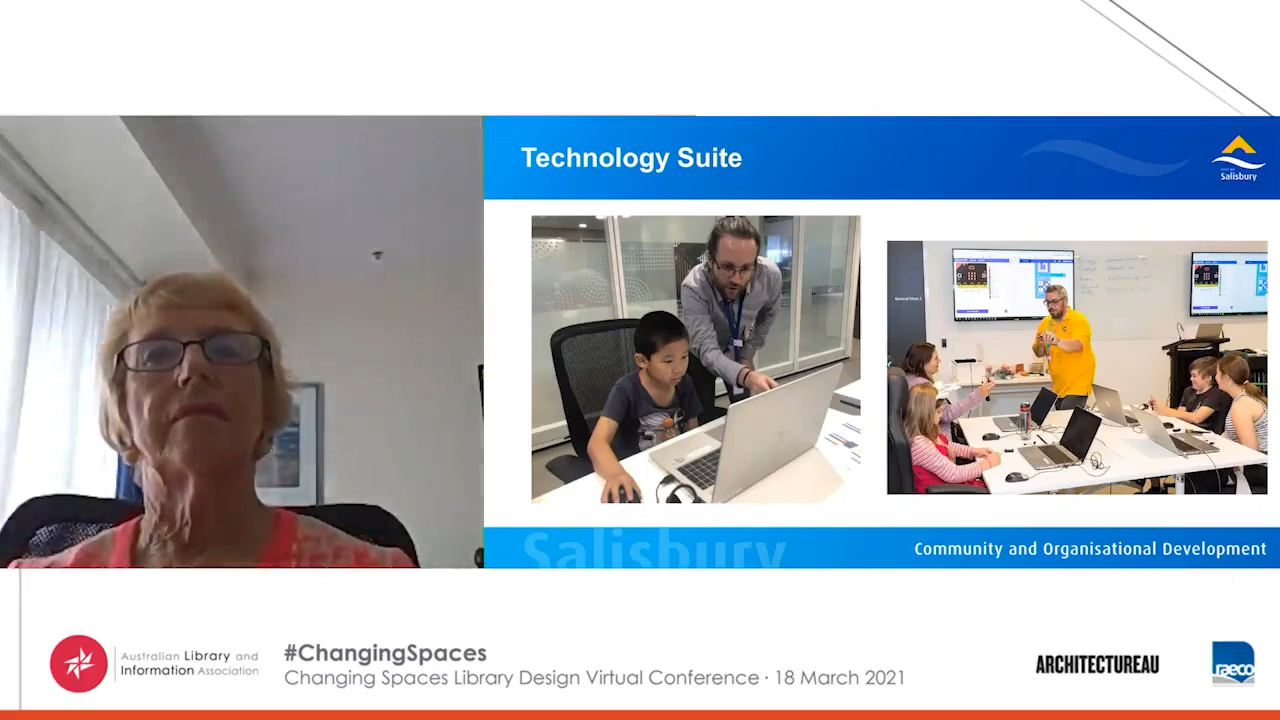 Technology Suite
Salisbury
Salisbury
Community and Organisational Development
Australian Library and
Information Association
#ChangingSpaces
Changing Spaces Library Design Virtual Conference · 18 March 2021
ARCHITECTUREAU
raeco